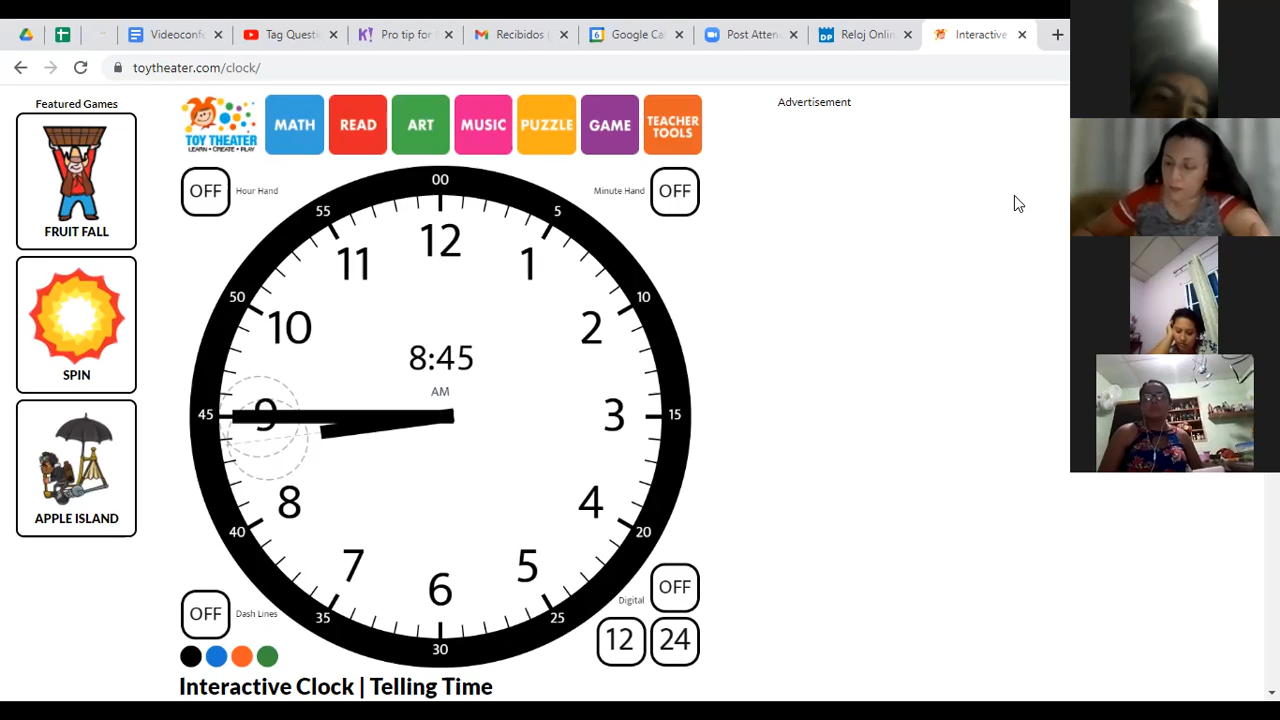 Videoconf
Tag Questi
Pro tip for
Recibidos (
Google Cal
Post Atten
Reloj Onlin
Interactive
toytheater.com/clock/
Featured Games
FRUIT FALL
SPIN
APPLE ISLAND
TOY THEATER
LEARN • CREATE • PLAY
MATH
READ
ART
MUSIC
PUZZLE
GAME
TEACHER
TOOLS
Advertisement
OFF
Hour Hand
Minute Hand
OFF
00
5
10
15
20
25
30
35
40
45
50
55
12
1
2
3
4
5
6
7
8
9
10
11
8:45
AM
OFF
Dash Lines
Digital
OFF
12
24
Interactive Clock | Telling Time